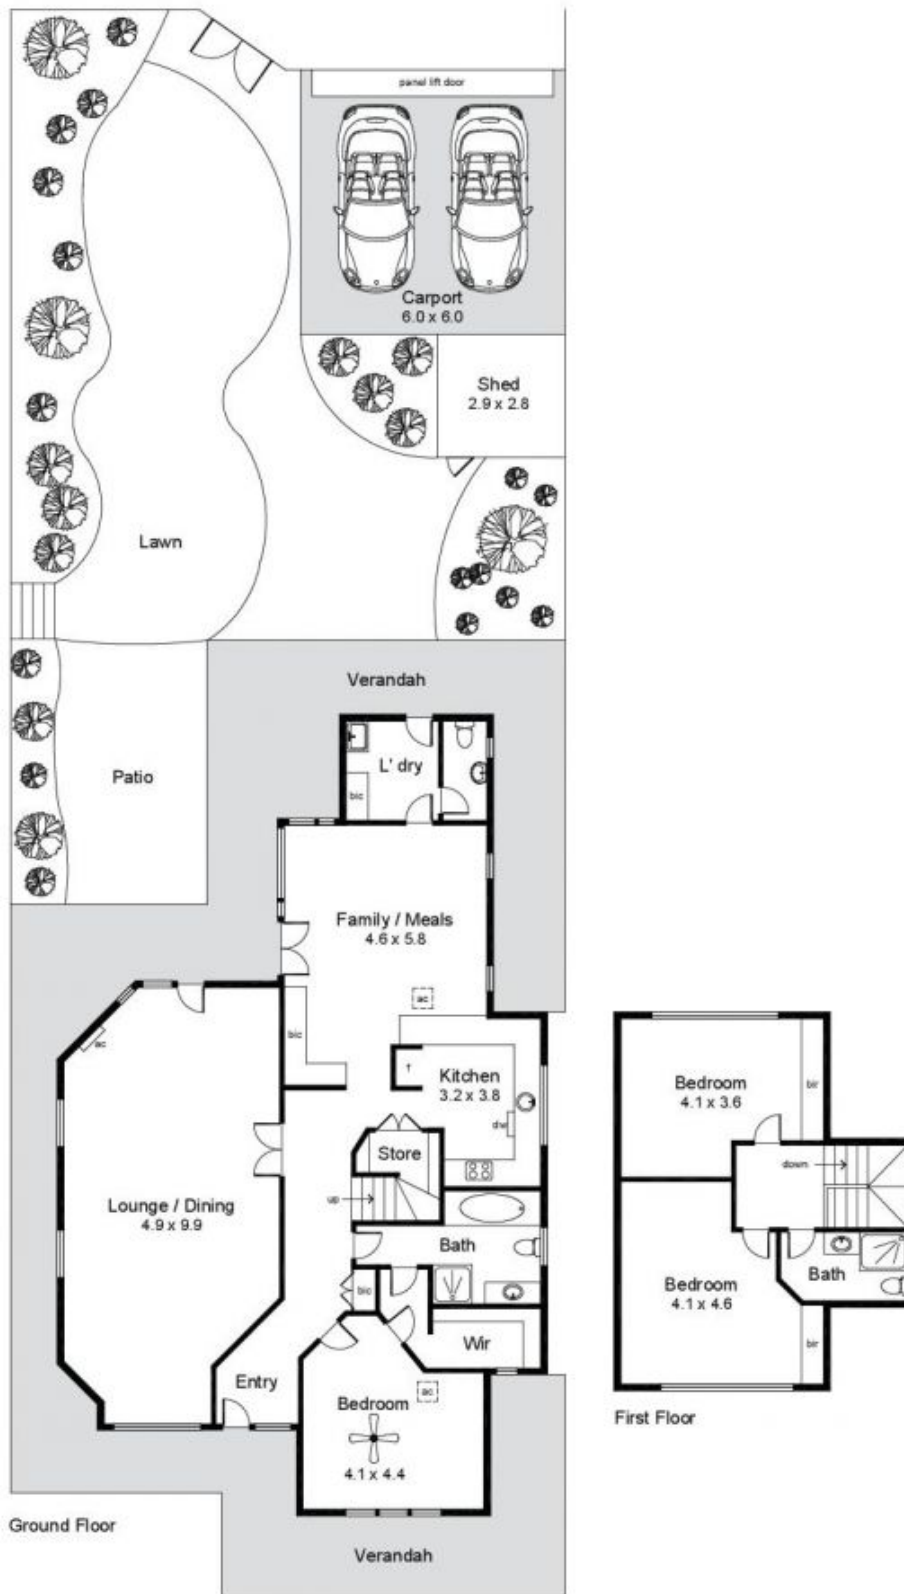 panel lift door
Carport
6.0 x 6.0
Shed
2.9 x 2.8
Lawn
Verandah
L' dry
bic
Patio
Family / Meals
4.6 x 5.8
ac
bic
ac
Kitchen
3.2 x 3.8
dw
Store
up
Lounge / Dining
4.9 x 9.9
Bath
bic
Wir
Entry
Bedroom
ac
4.1 x 4.4
Ground Floor
Verandah
Bedroom
4.1 x 3.6
bir
down
Bath
Bedroom
4.1 x 4.6
bir
First Floor